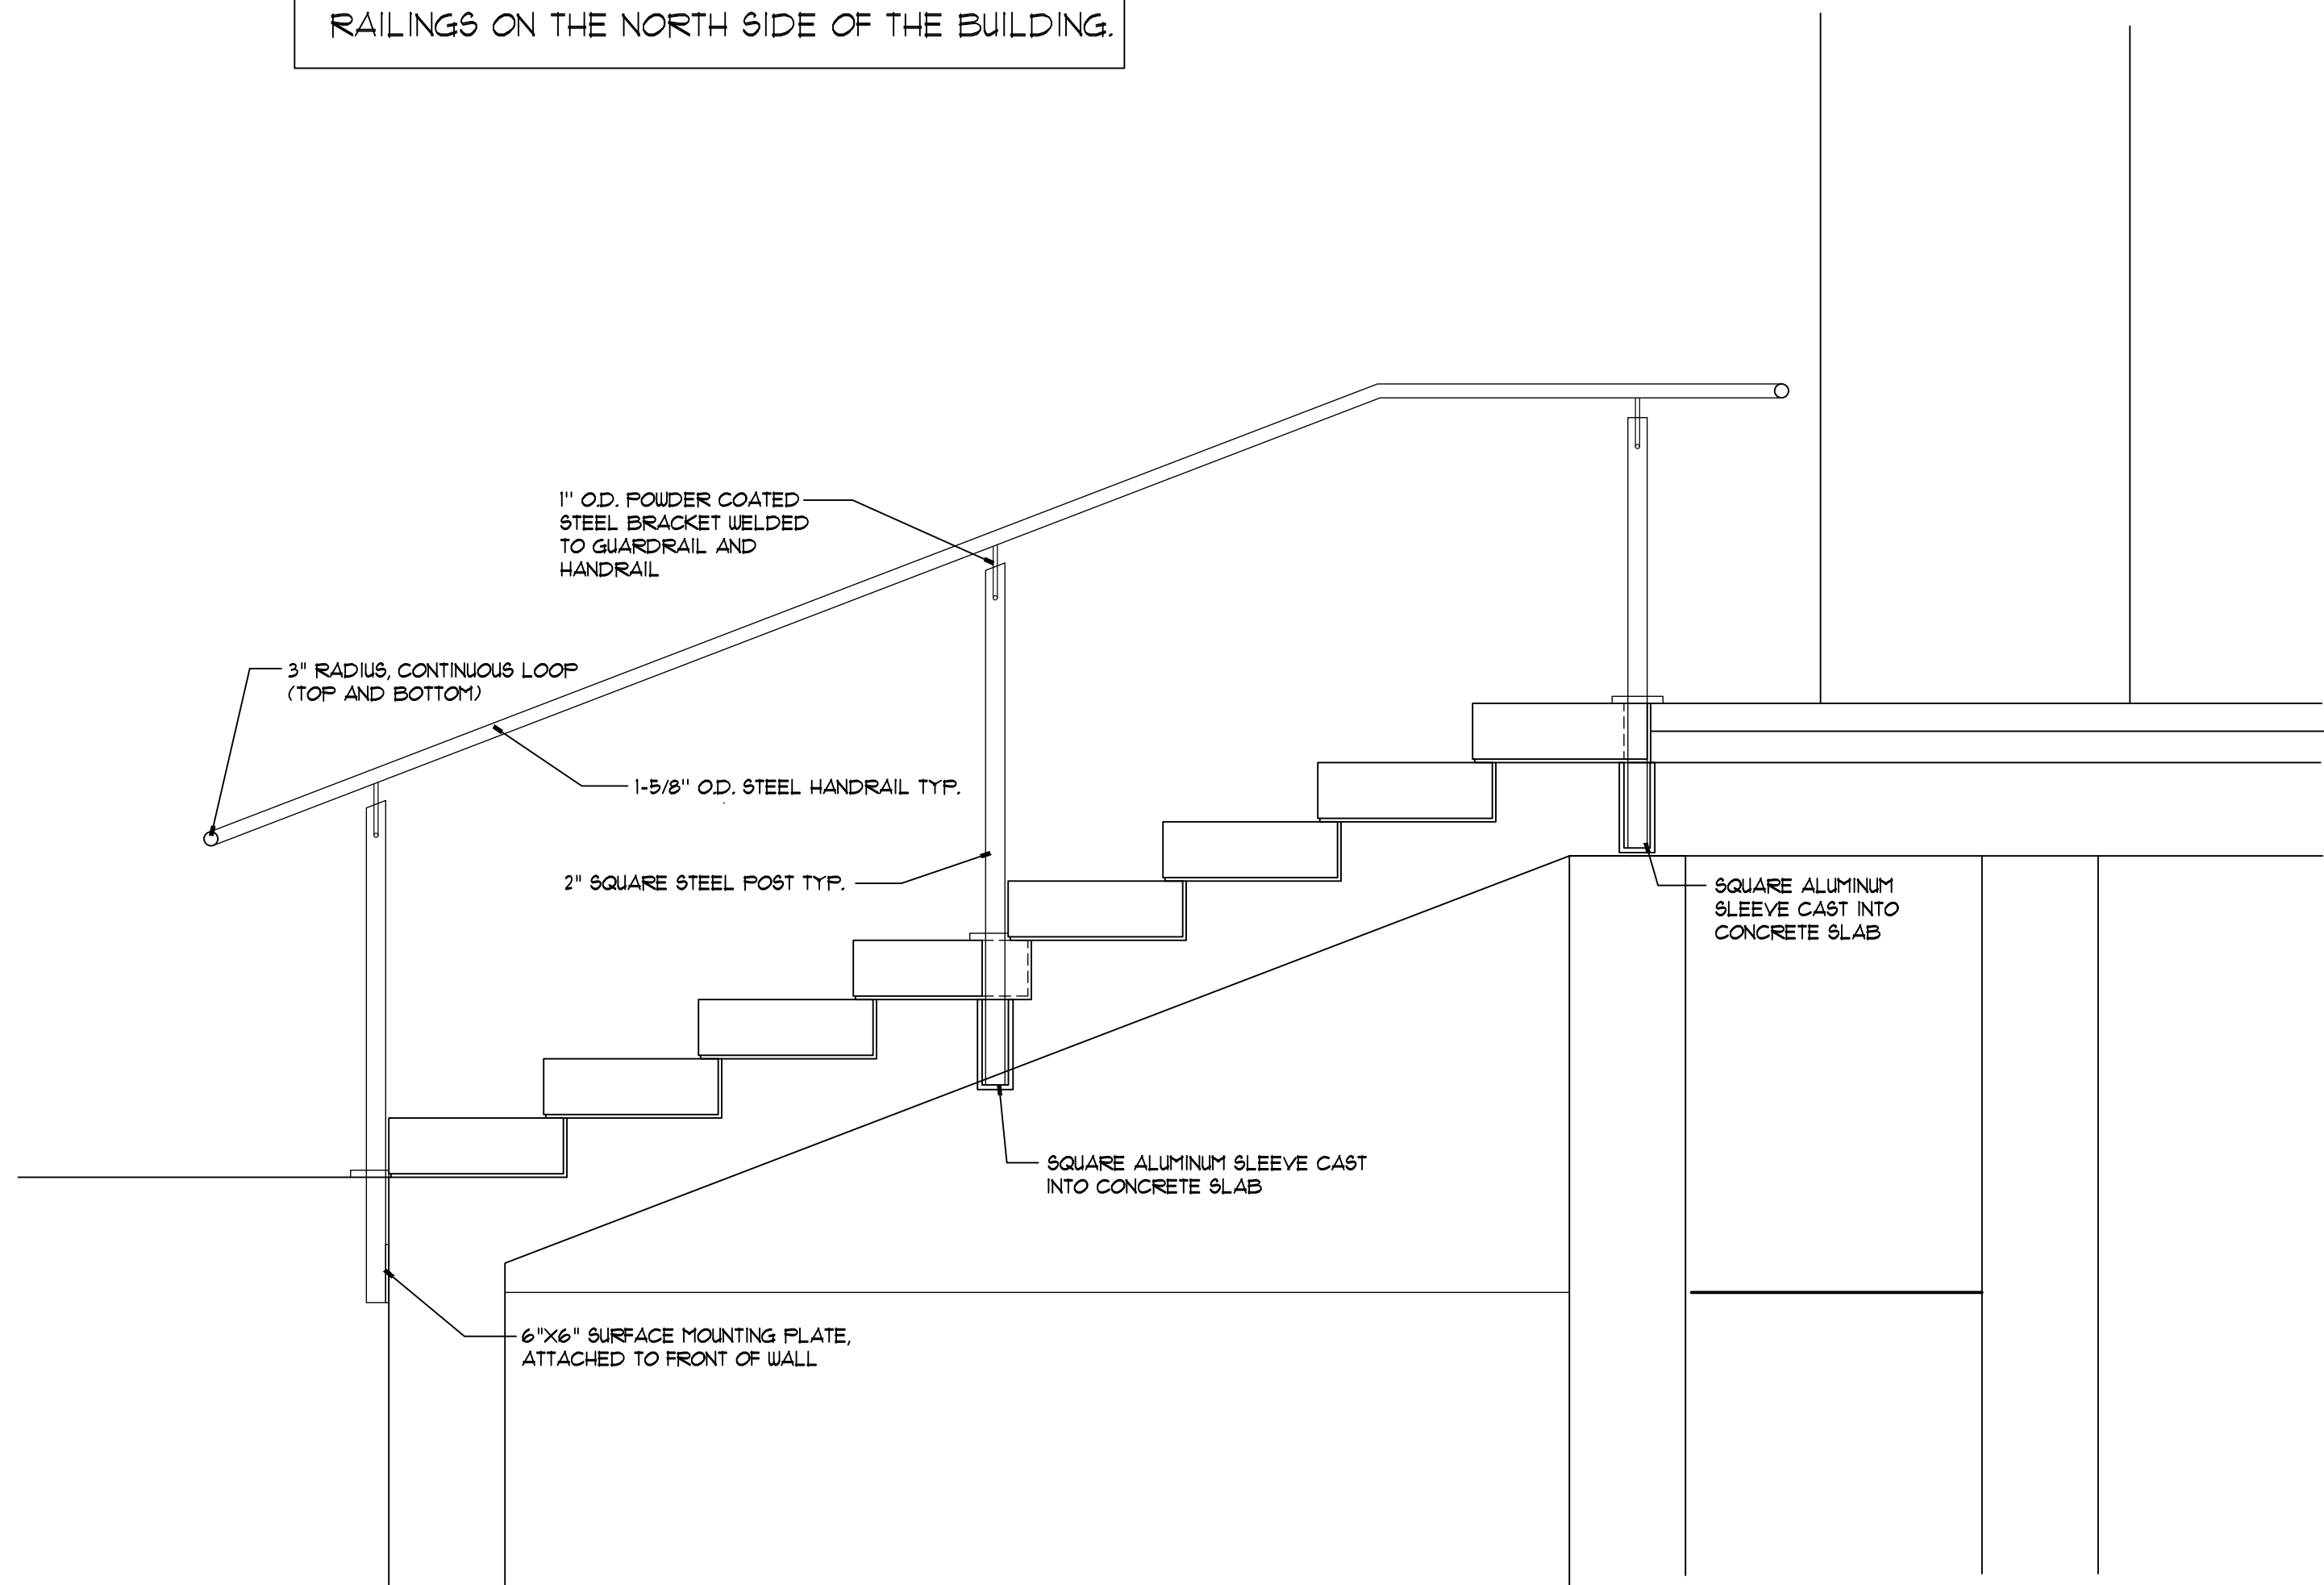 RAILINGS ON THE NORTH SIDE OF THE BUILDING.
1" O.D. POWDER COATED
STEEL BRACKET WELDED
TO GUARDRAIL AND
HANDRAIL
3" RADIUS, CONTINUOUS LOOP
(TOP AND BOTTOM)
1-5/8" O.D. STEEL HANDRAIL TYP.
2" SQUARE STEEL POST TYP.
SQUARE ALUMINUM
SLEEVE CAST INTO
CONCRETE SLAB
SQUARE ALUMINUM SLEEVE CAST
INTO CONCRETE SLAB
6"X6" SURFACE MOUNTING PLATE,
ATTACHED TO FRONT OF WALL